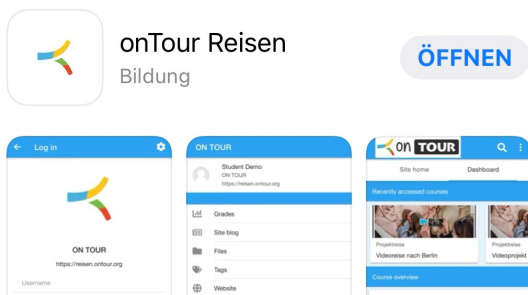 onTour Reisen
Bildung
ÖFFNEN
Log in
ON TOUR
https://reisen.ontour.org
Username
ON TOUR
Student Demo
ON TOUR
https://reisen.ontour.org
Grades
Site blog
Files
Tags
Website
on TOUR
Site home
Dashboard
Recently accessed courses
Projektreise
Videoreise nach Berlin
Projektreise
Videoprojekt
Course overview